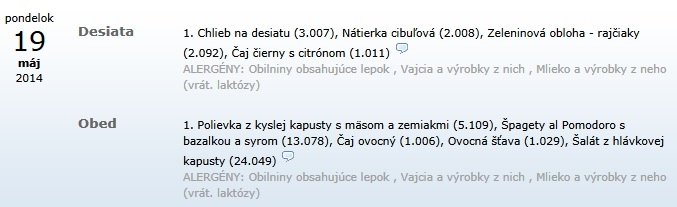 pondelok
19
máj
2014
Desiata
1. Chlieb na desiatu (3.007), Nátierka cibuľová (2.008), Zeleninová obloha - rajčiaky
(2.092), Čaj čierny s citrónom (1.011)
ALERGÉNY: Obilniny obsahujúce lepok , Vajcia a výrobky z nich , Mlieko a výrobky z neho
(vrát. laktózy)
Obed
1. Polievka z kyslej kapusty s mäsom a zemiakmi (5.109), Špagety al Pomodoro s
bazalkou a syrom (13.078), Čaj ovocný (1.006), Ovocná šťava (1.029), Šalát z hlávkovej
kapusty (24.049)
ALERGÉNY: Obilniny obsahujúce lepok , Vajcia a výrobky z nich , Mlieko a výrobky z neho
(vrát. laktózy)